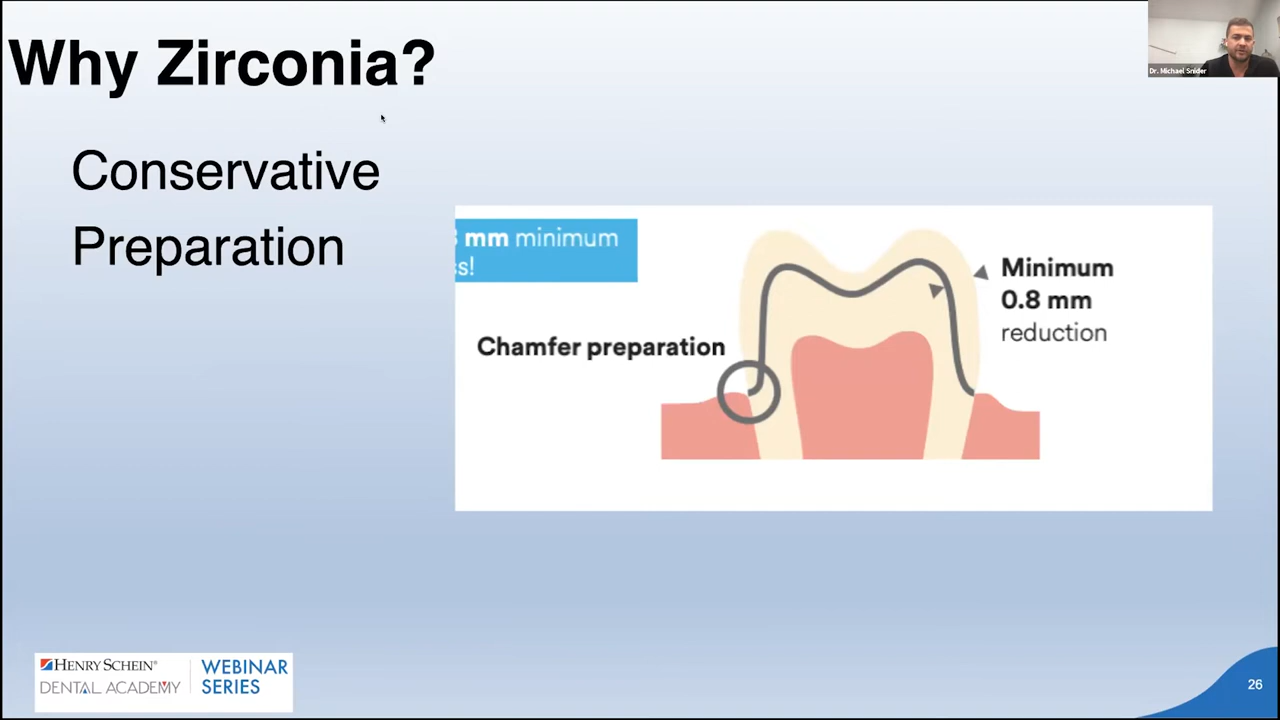 Why Zirconia?
Dr. Michael Snider
Conservative
Preparation
mm minimum
Minimum
0.8 mm
reduction
Chamfer preparation
HENRY SCHEIN®
DENTAL ACADEMY
WEBINAR
SERIES
26